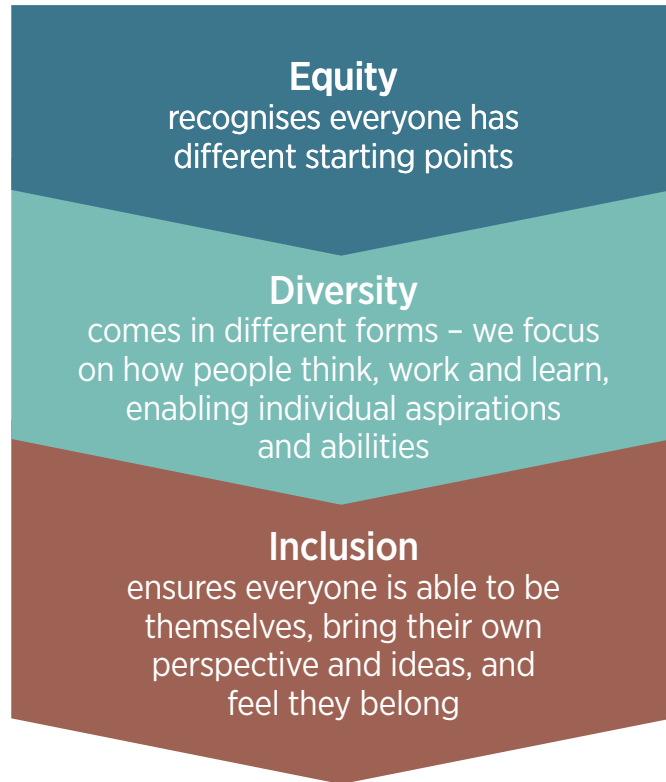 Equity
recognises everyone has
different starting points
Diversity
comes in different forms – we focus
on how people think, work and learn,
enabling individual aspirations
and abilities
Inclusion
ensures everyone is able to be
themselves, bring their own
perspective and ideas, and
feel they belong